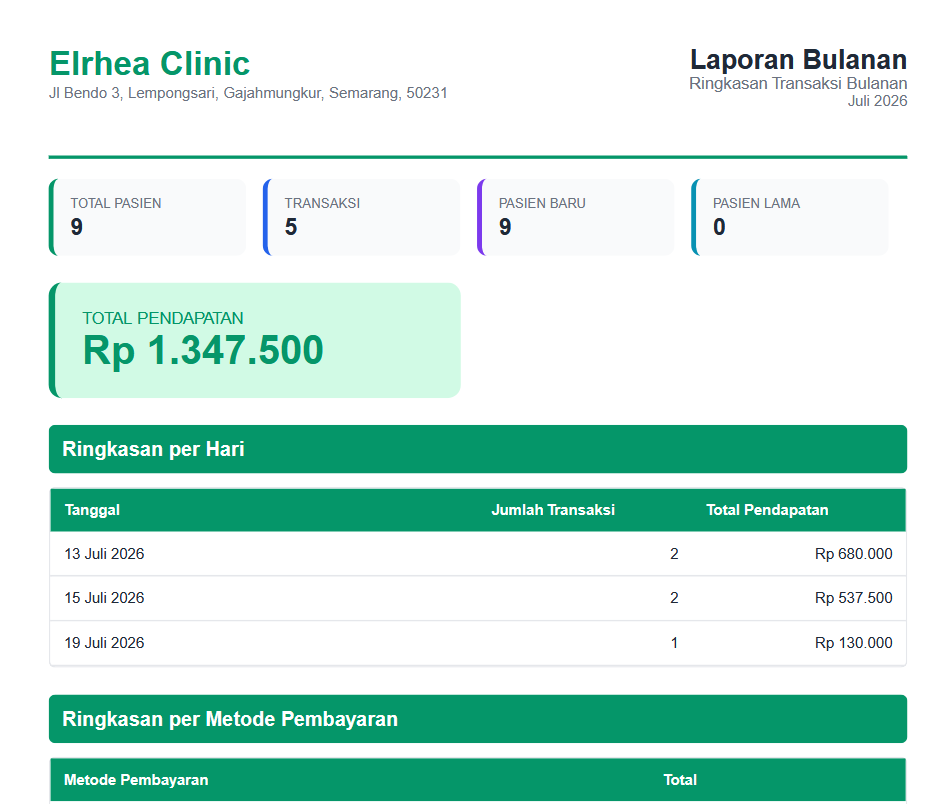 Elrhea Clinic
Jl Bendo 3, Lempongsari, Gajahmungkur, Semarang, 50231
Laporan Bulanan
Ringkasan Transaksi Bulanan
Juli 2026
TOTAL PASIEN
9
TRANSAKSI
5
PASIEN BARU
9
PASIEN LAMA
0
TOTAL PENDAPATAN
Rp 1.347.500
Ringkasan per Hari
Tanggal Jumlah Transaksi Total Pendapatan
13 Juli 2026 2 Rp 680.000
15 Juli 2026 2 Rp 537.500
19 Juli 2026 1 Rp 130.000
Ringkasan per Metode Pembayaran
Metode Pembayaran Total